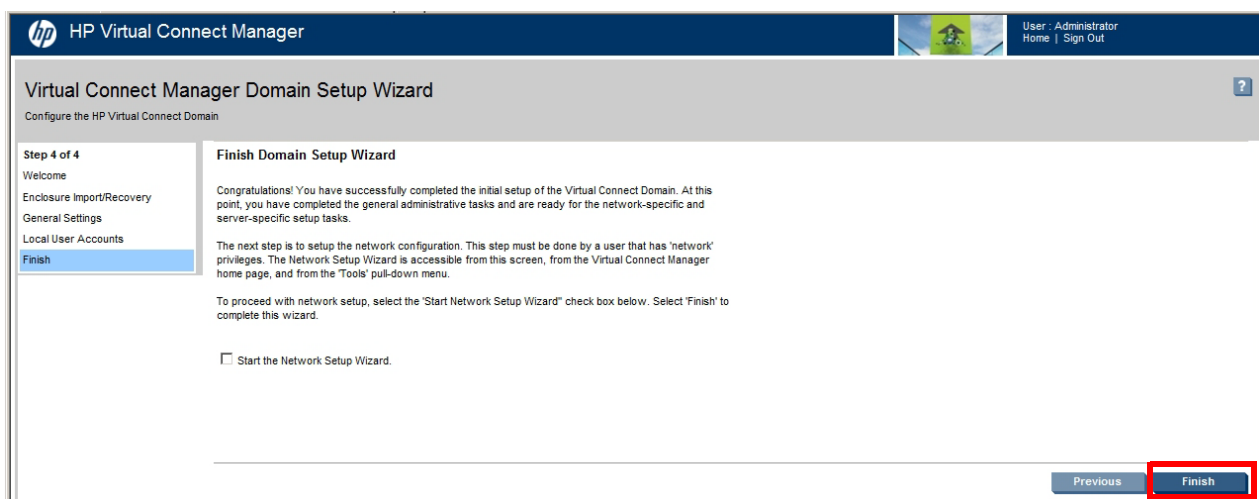 hp HP Virtual Connect Manager
User : Administrator
Home | Sign Out
Virtual Connect Manager Domain Setup Wizard
?
Configure the HP Virtual Connect Domain
Step 4 of 4
Welcome
Enclosure Import/Recovery
General Settings
Local User Accounts
Finish
Finish Domain Setup Wizard
Congratulations! You have successfully completed the initial setup of the Virtual Connect Domain. At this
point, you have completed the general administrative tasks and are ready for the network-specific and
server-specific setup tasks.
The next step is to setup the network configuration. This step must be done by a user that has 'network'
privileges. The Network Setup Wizard is accessible from this screen, from the Virtual Connect Manager
home page, and from the 'Tools' pull-down menu.
To proceed with network setup, select the 'Start Network Setup Wizard" check box below. Select 'Finish' to
complete this wizard.
Start the Network Setup Wizard.
Previous
Finish